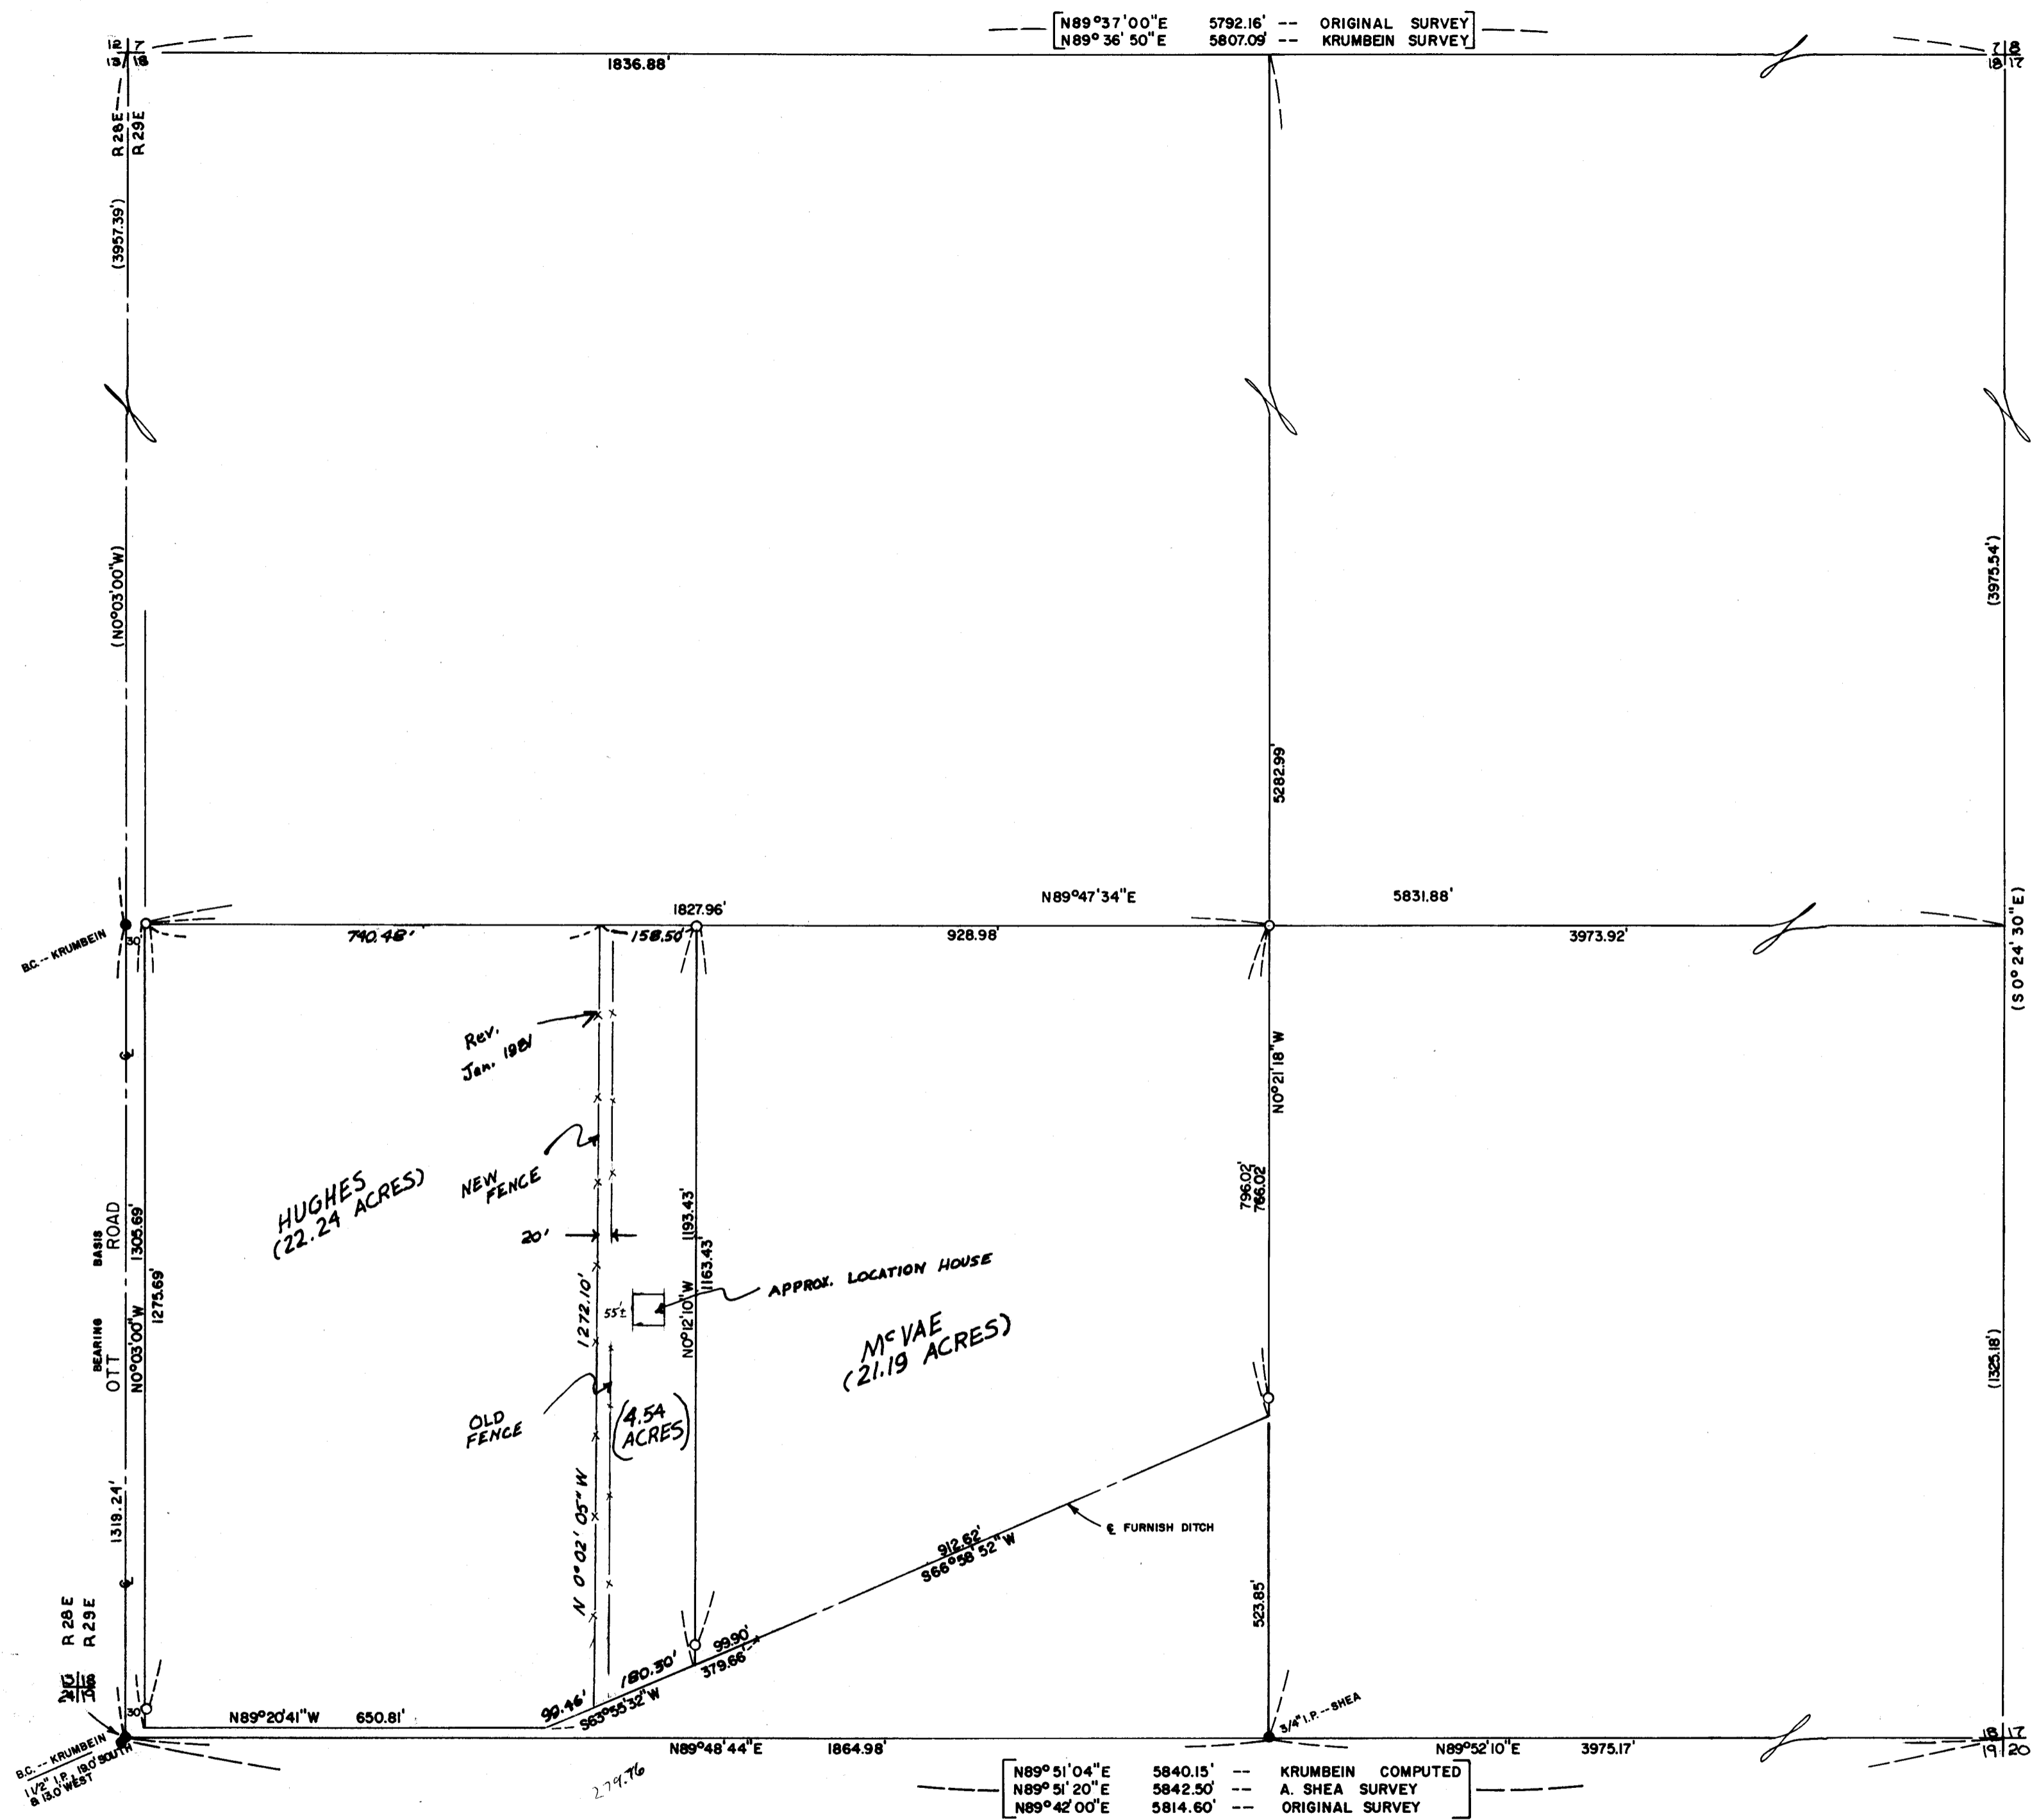 N89°37'00"E 5792.16' -- ORIGINAL SURVEY
N89°36'50"E 5807.09' -- KRUMBEIN SURVEY
12 7
13 18
1836.88'
7 8
18 17
R28E
R29E
(3957.39')
(N0°03'00"W)
(3975.54')
5282.99'
(S0°24'30"E)
B.C. -- KRUMBEIN
30'
1827.96'
N89°47'34"E
5831.88'
740.48'
158.50'
928.98'
3973.92'
Rev.
Jan. 1981
N0°21'18"W
HUGHES
(22.24 ACRES)
NEW
FENCE
796.02'
766.02'
BEARING BASIS
OTT ROAD
N0°03'00"W 1305.69'
1275.69'
20'
1193.43'
1163.43'
N0°12'10"W
APPROX. LOCATION HOUSE
55'±
1272.10'
N 0°02'05" W
McVAE
(21.19 ACRES)
(1325.18')
OLD
FENCE
(4.54
ACRES)
1319.24'
℄
℄
912.62'
S66°58'52"W
℄ FURNISH DITCH
523.85'
R28E
R29E
99.90'
379.66'
180.30'
99.46'
S63°55'32"W
30'
N89°20'41"W 650.81'
3/4" I.P. -- SHEA
B.C. -- KRUMBEIN
1 1/2" I.P., 19.0' SOUTH
& 13.0' WEST
N89°48'44"E 1864.98'
N89°52'10"E 3975.17'
18 17
19 20
279.76
N89°51'04"E 5840.15' -- KRUMBEIN COMPUTED
N89°51'20"E 5842.50' -- A. SHEA SURVEY
N89°42'00"E 5814.60' -- ORIGINAL SURVEY